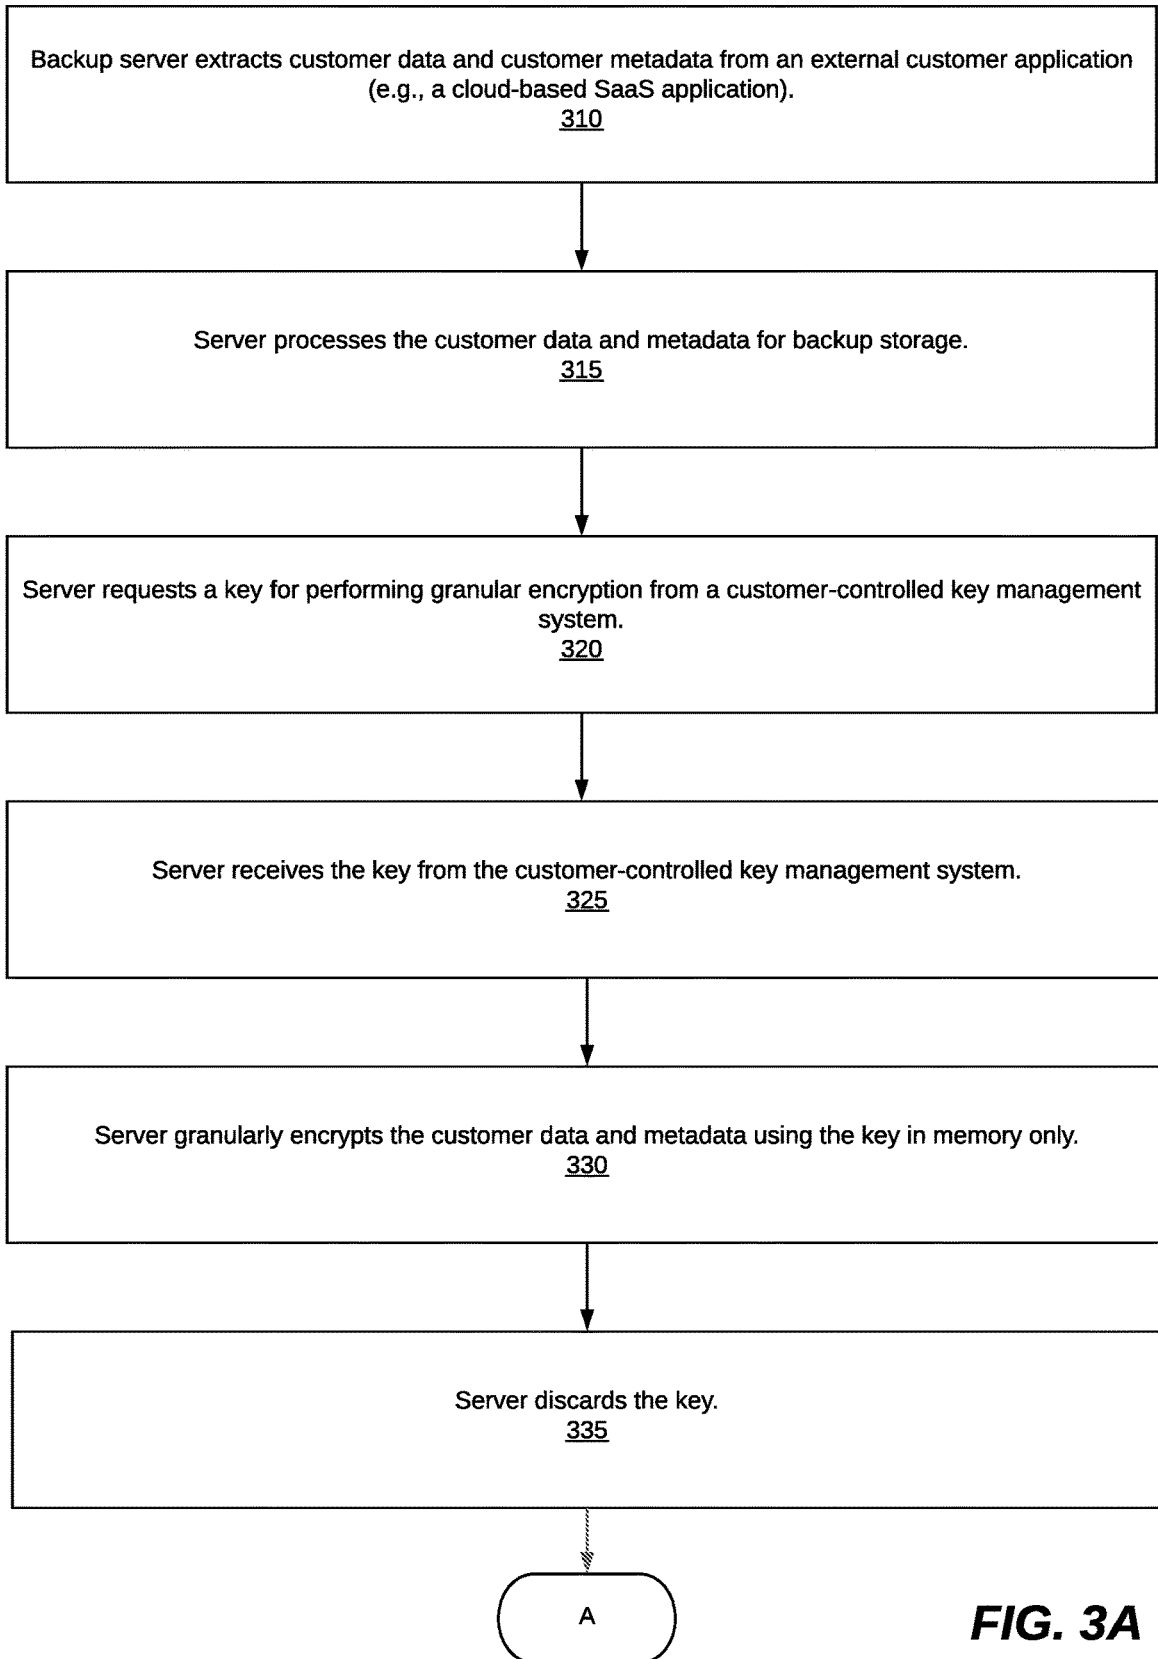 Backup server extracts customer data and customer metadata from an external customer application
(e.g., a cloud-based SaaS application).
310
Server processes the customer data and metadata for backup storage.
315
Server requests a key for performing granular encryption from a customer-controlled key management
system.
320
Server receives the key from the customer-controlled key management system.
325
Server granularly encrypts the customer data and metadata using the key in memory only.
330
Server discards the key.
335
A
FIG. 3A